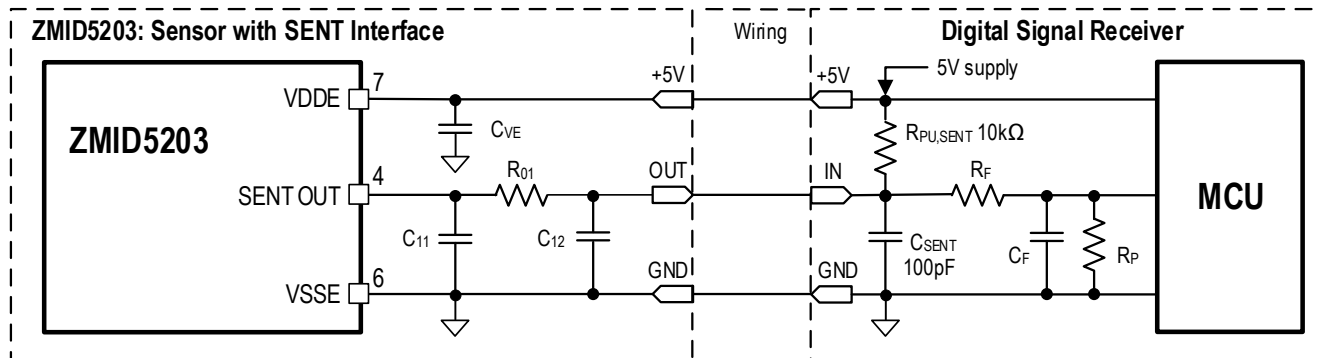 ZMID5203: Sensor with SENT Interface
Wiring
Digital Signal Receiver
ZMID5203
VDDE
7
CVE
+5V
+5V
5V supply
RPU,SENT 10kΩ
SENT OUT
4
R01
OUT
IN
RF
MCU
C11
C12
CSENT
100pF
CF
RP
VSSE
6
GND
GND